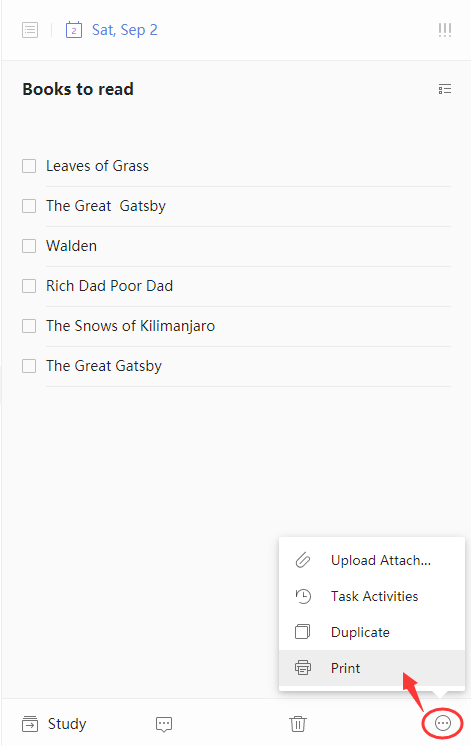 2 Sat, Sep 2
Books to read
Leaves of Grass
The Great  Gatsby
Walden
Rich Dad Poor Dad
The Snows of Kilimanjaro
The Great Gatsby
Upload Attach...
Task Activities
Duplicate
Print
Study